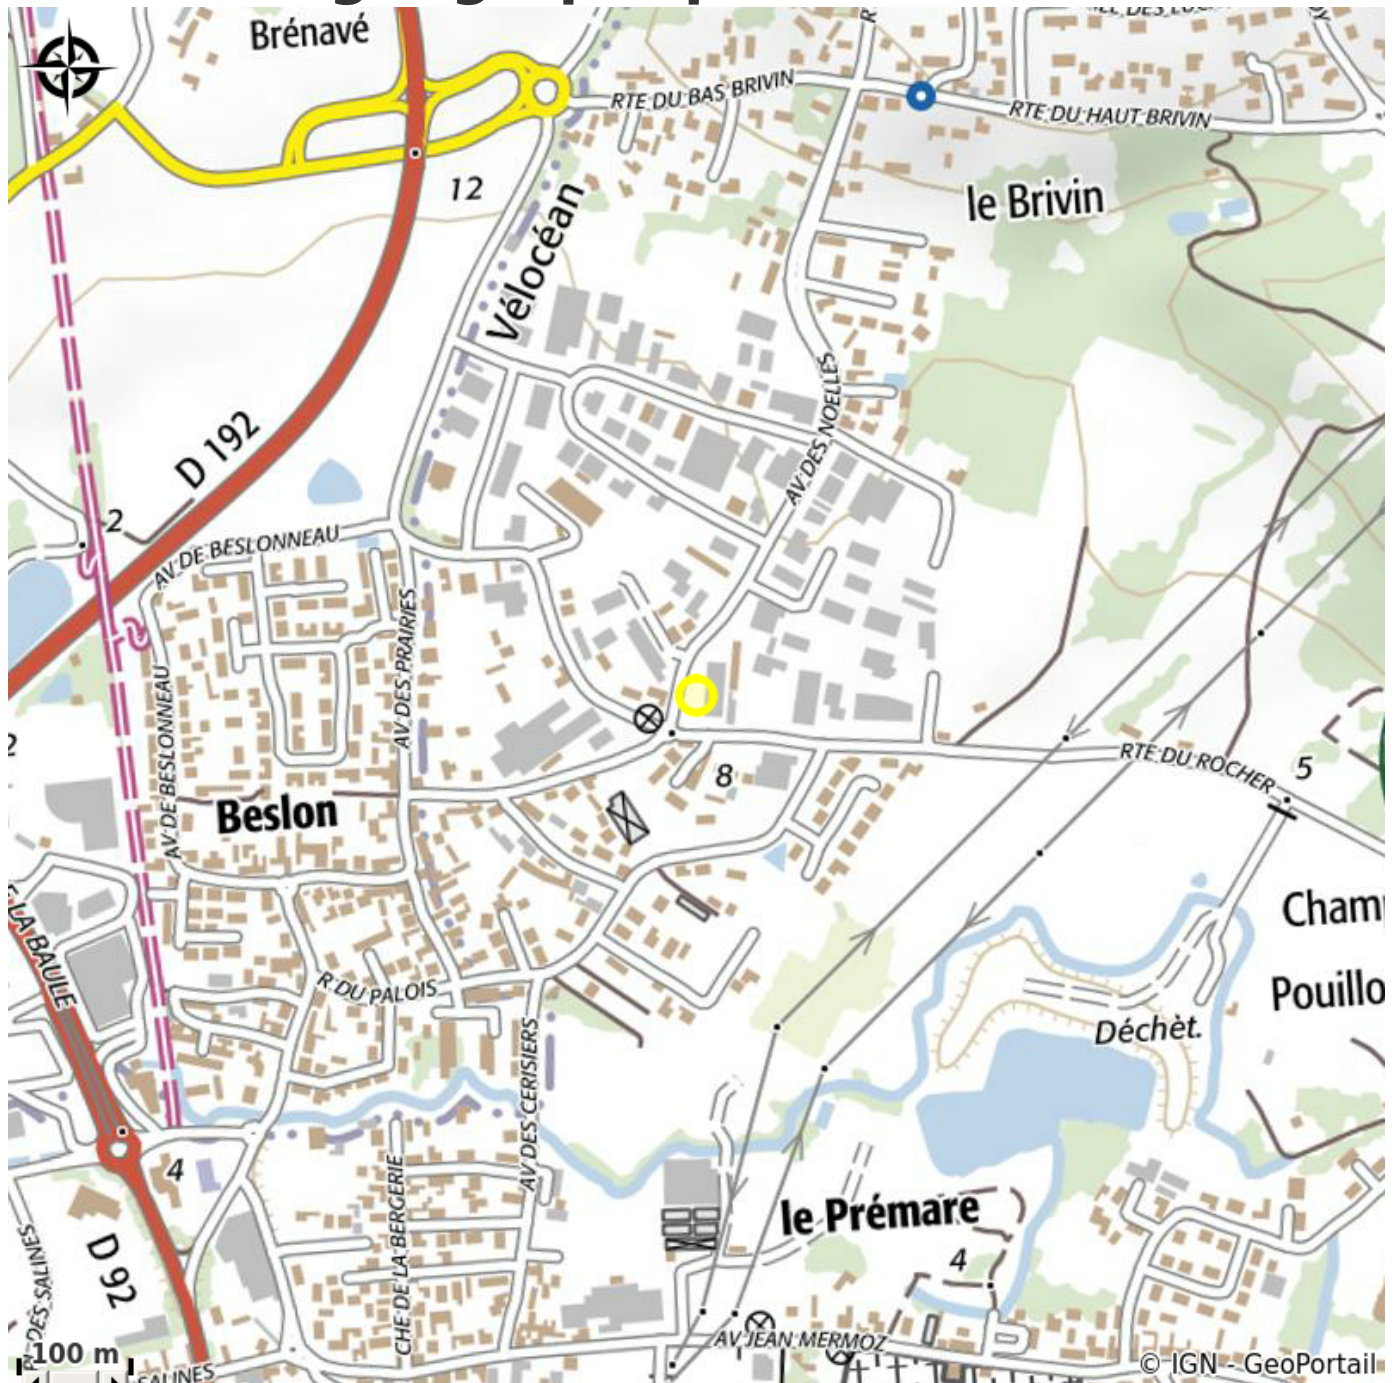 Brénavé
RTE DU BAS BRIVIN
RTE DU HAUT BRIVIN
12
le Brivin
Vélocéan
AV DES NOELLES
D 192
2
AV DE BESLONNEAU
AV DES PRAIRIES
AV DE BESLONNEAU
2
8
RTE DU ROCHER
5
Beslon
LA BAULE
R DU PALOIS
Déchèt.
AV DES CERISIERS
4
CHE DE LA BERGERIE
le Prémare
4
D 92
DES SALINES
AV JEAN MERMOZ
100 m
SALINES
© IGN - GeoPortail